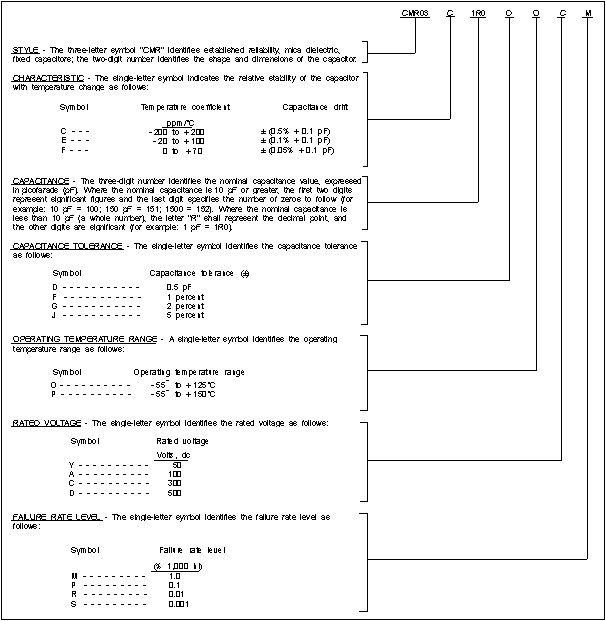 CMR03 C 1R0 O O C M
STYLE - The three-letter symbol "CMR" identifies established reliability, mica dielectric,
fixed capacitors; the two-digit number identifies the shape and dimensions of the capacitor.
CHARACTERISTIC - The single-letter symbol indicates the relative stability of the capacitor
with temperature change as follows:
Symbol Temperature coefficient Capacitance drift
ppm/°C
C - - - -200 to +200 ± (0.5% + 0.1 pF)
E - - - -20 to +100 ± (0.1% + 0.1 pF)
F - - - 0 to +70 ± (0.05% + 0.1 pF)
CAPACITANCE - The three-digit number identifies the nominal capacitance value, expressed
in picofarads (pF). Where the nominal capacitance is 10 pF or greater, the first two digits
represent significant figures and the last digit specifies the number of zeros to follow (for
example: 10 pF = 100; 150 pF = 151; 1500 = 152). Where the nominal capacitance is
less than 10 pF (a whole number), the letter "R" shall represent the decimal point, and
the other digits are significant (for example: 1 pF = 1R0).
CAPACITANCE TOLERANCE - The single-letter symbol identifies the capacitance tolerance
as follows:
Symbol Capacitance tolerance (±)
D - - - - - - - - - - - - 0.5 pF
F - - - - - - - - - - - - 1 percent
G - - - - - - - - - - - - 2 percent
J - - - - - - - - - - - - 5 percent
OPERATING TEMPERATURE RANGE - A single-letter symbol identifies the operating
temperature range as follows:
Symbol Operating temperature range
O - - - - - - - - - - - -55° to +125°C
P - - - - - - - - - - - -55° to +150°C
RATED VOLTAGE - The single-letter symbol identifies the rated voltage as follows:
Symbol Rated voltage
Volts, dc
Y - - - - - - - - - - 50
A - - - - - - - - - - 100
C - - - - - - - - - - 300
D - - - - - - - - - - 500
FAILURE RATE LEVEL - The single-letter symbol identifies the failure rate level as
follows:
Symbol Failure rate level
(% 1,000 hr)
M - - - - - - - - - - 1.0
P - - - - - - - - - - 0.1
R - - - - - - - - - - 0.01
S - - - - - - - - - - 0.001